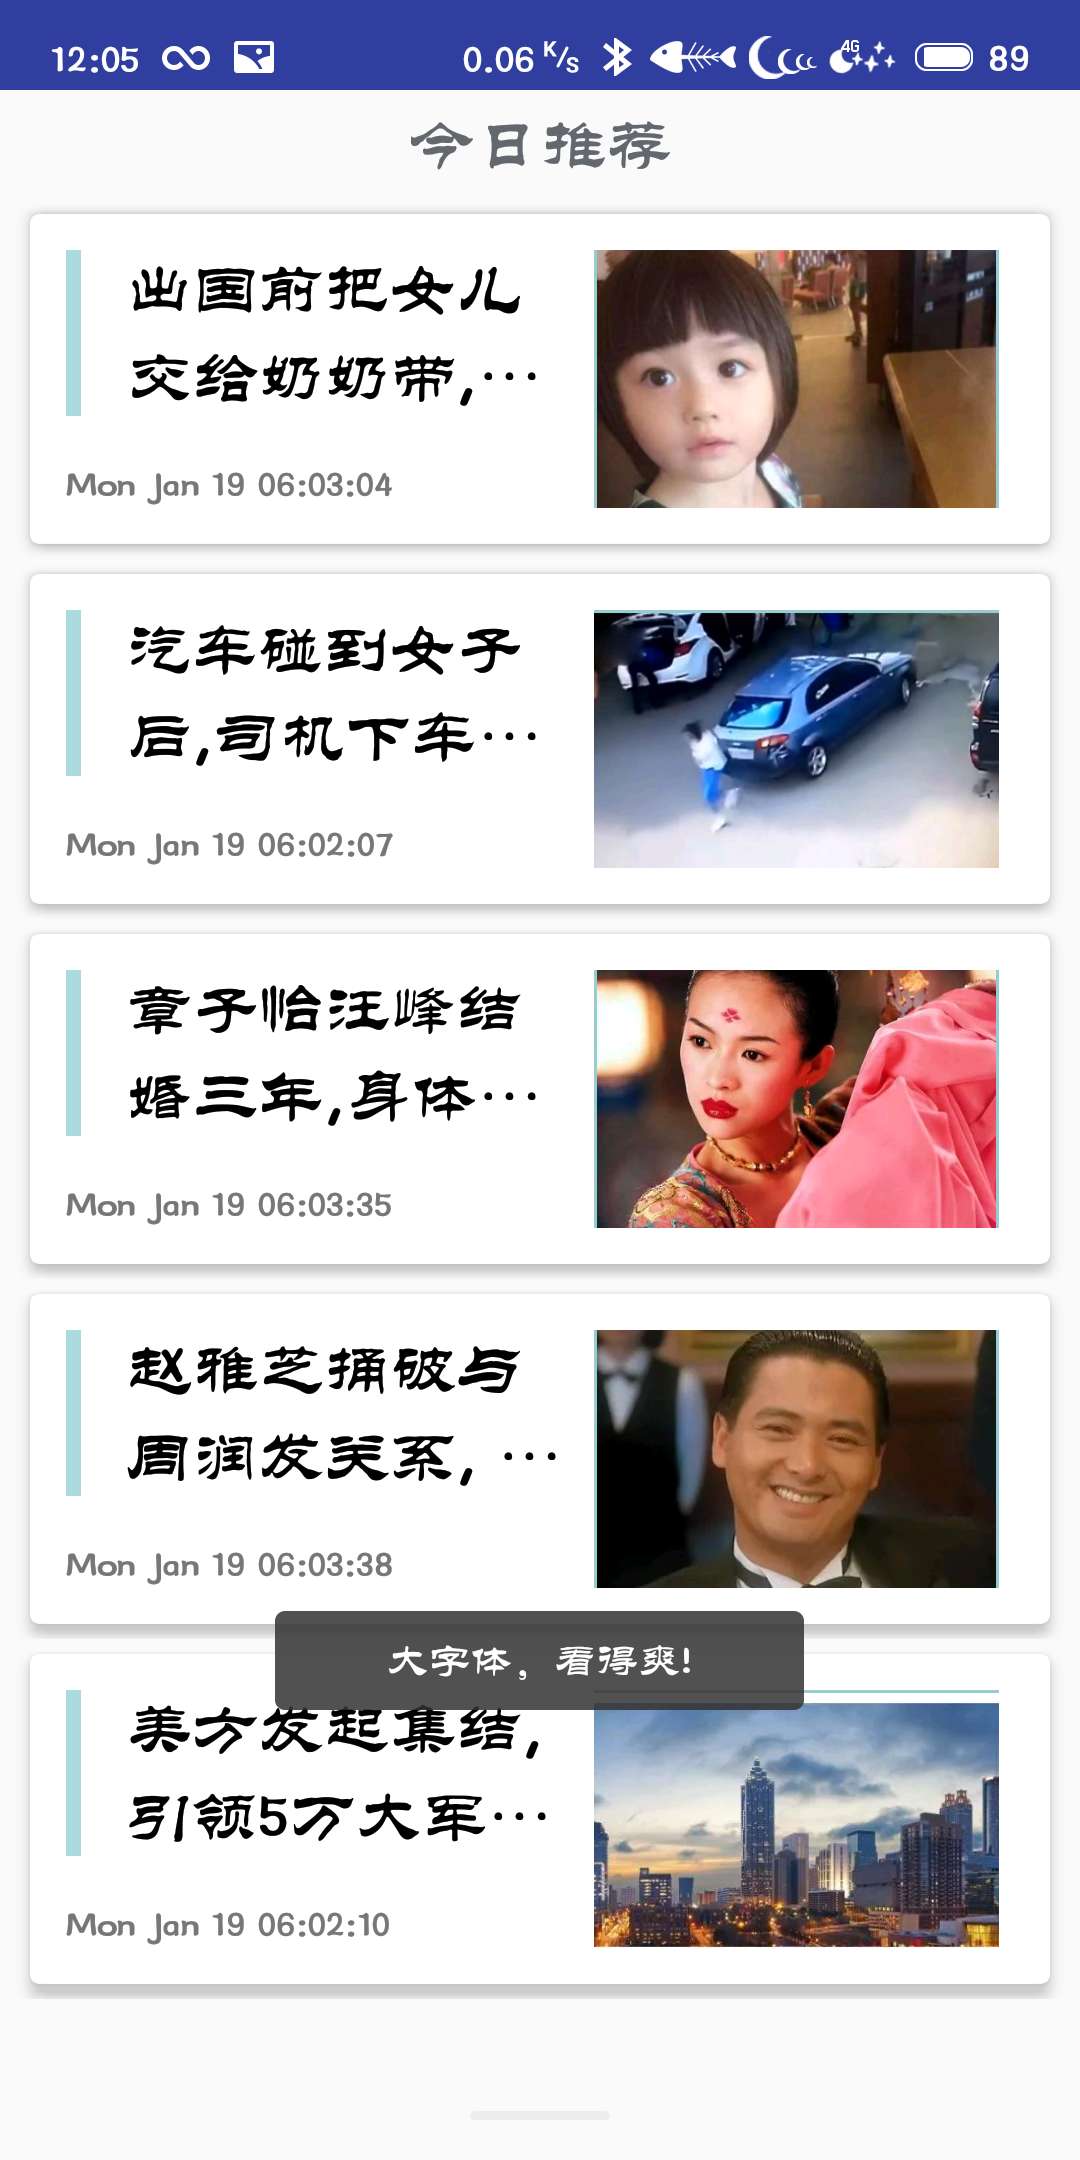 12:05 0.06 K/s 4G 89
今日推荐
出国前把女儿
交给奶奶带,…
Mon Jan 19 06:03:04
汽车碰到女子
后,司机下车…
Mon Jan 19 06:02:07
章子怡汪峰结
婚三年,身体…
Mon Jan 19 06:03:35
赵雅芝捅破与
周润发关系, …
Mon Jan 19 06:03:38
大字体，看得爽!
美方发起集结,
引领5万大军…
Mon Jan 19 06:02:10